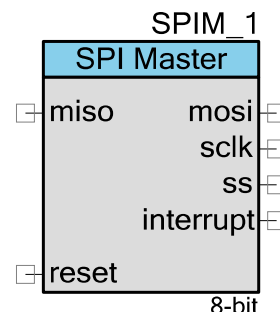 SPIM_1
SPI Master
miso mosi
sclk
ss
interrupt
reset
8-bit